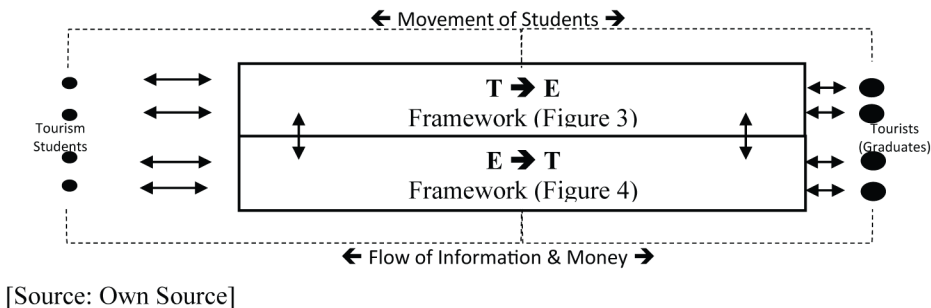 🡸 Movement of Students 🡺
T 🡺 E
Framework (Figure 3)
Tourism
Students
Tourists
(Graduates)
E 🡺 T
Framework (Figure 4)
🡸 Flow of Information & Money 🡺
[Source: Own Source]